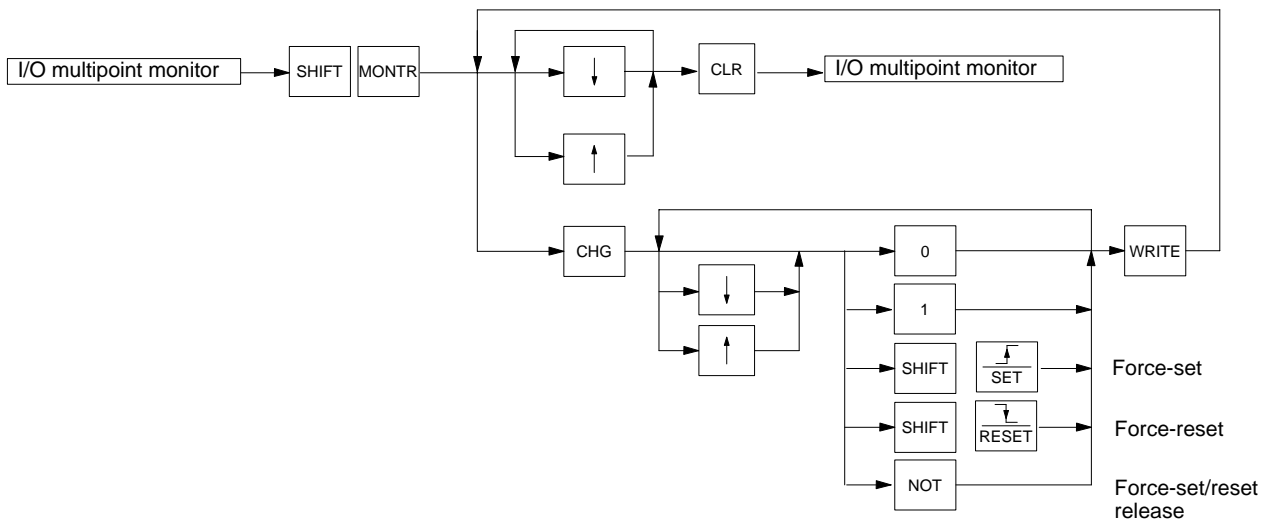 I/O multipoint monitor
SHIFT
MONTR
CLR
I/O multipoint monitor
CHG
0
WRITE
1
SHIFT
SET
Force-set
SHIFT
RESET
Force-reset
NOT
Force-set/reset
release